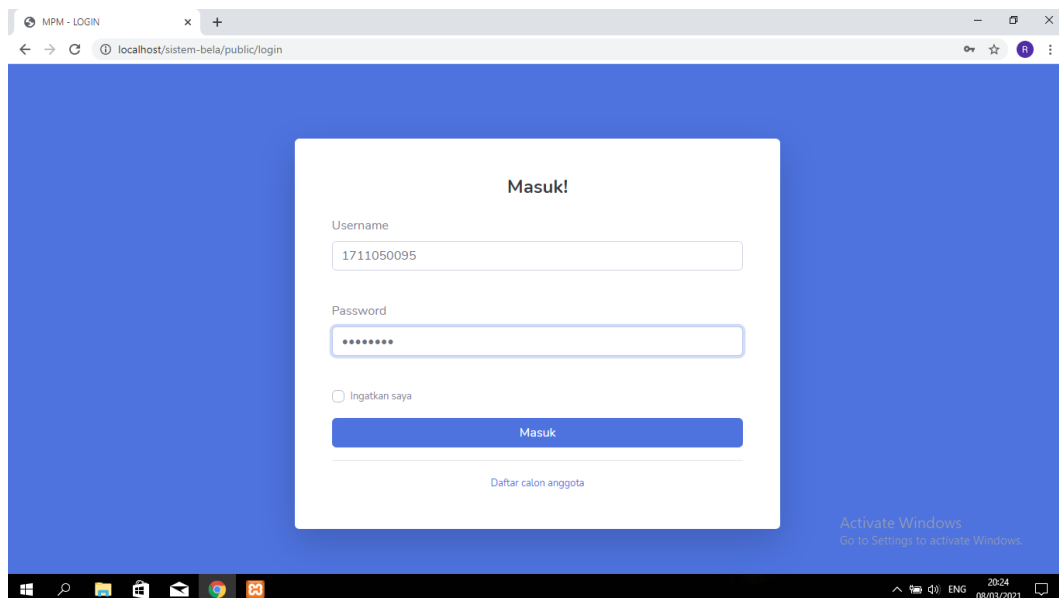 MPM - LOGIN
localhost/sistem-bela/public/login
R
Masuk!
Username
1711050095
Password
••••••••
Ingatkan saya
Masuk
Daftar calon anggota
Activate Windows
Go to Settings to activate Windows.
ENG
20:24
08/03/2021